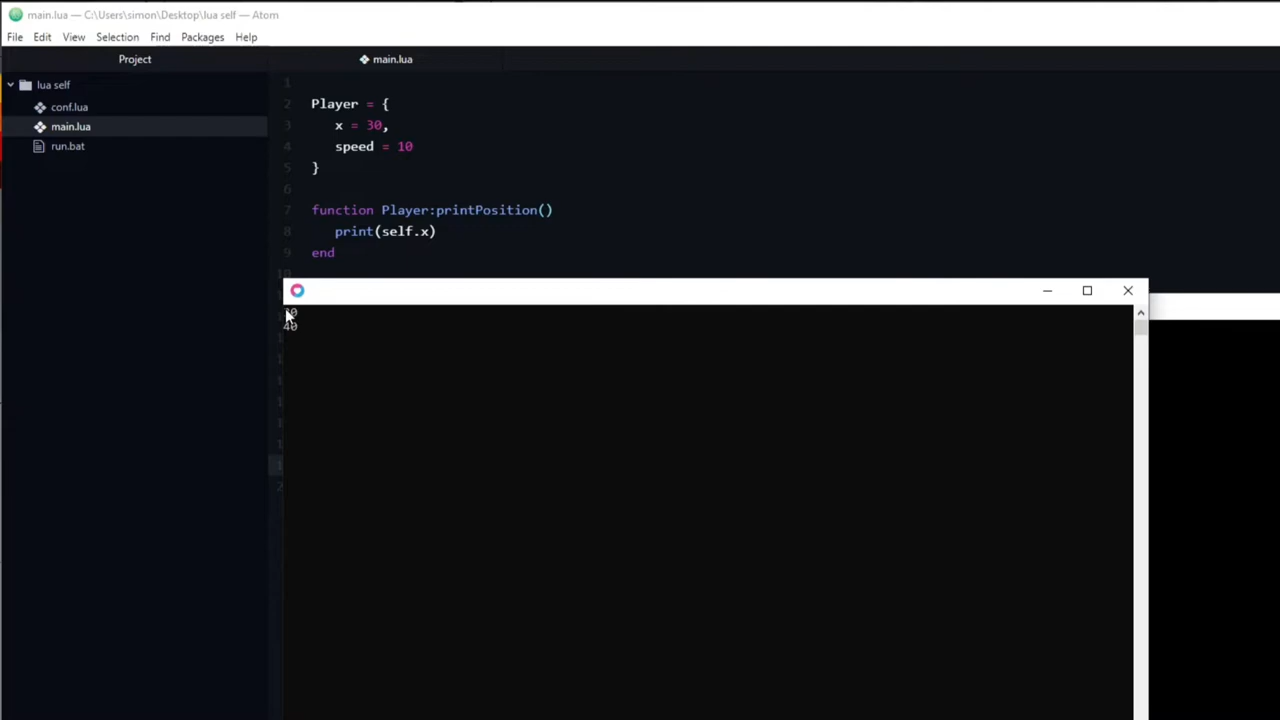 main.lua — C:\Users\simon\Desktop\lua self — Atom
File Edit View Selection Find Packages Help
Project
main.lua
lua self
conf.lua
main.lua
run.bat
1
2 Player = {
3 x = 30,
4 speed = 10
5 }
6
7 function Player:printPosition()
8 print(self.x)
9 end
10
40